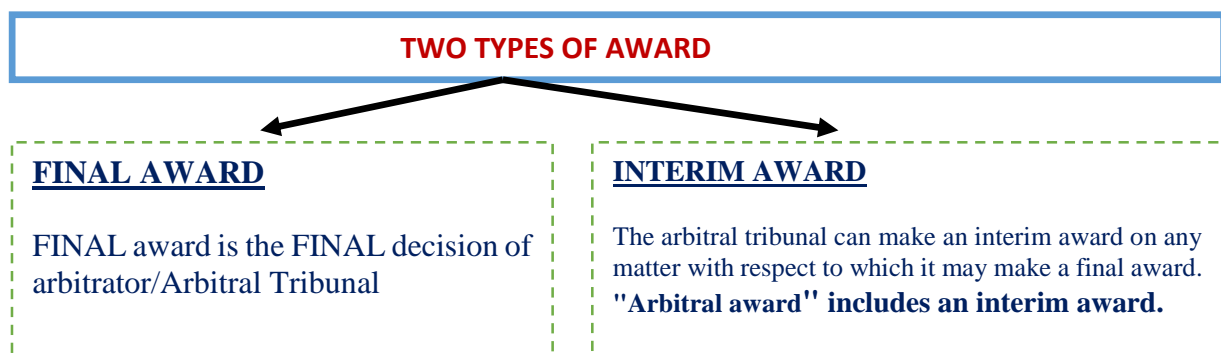 TWO TYPES OF AWARD
FINAL AWARD
FINAL award is the FINAL decision of
arbitrator/Arbitral Tribunal
INTERIM AWARD
The arbitral tribunal can make an interim award on any
matter with respect to which it may make a final award.
"Arbitral award" includes an interim award.